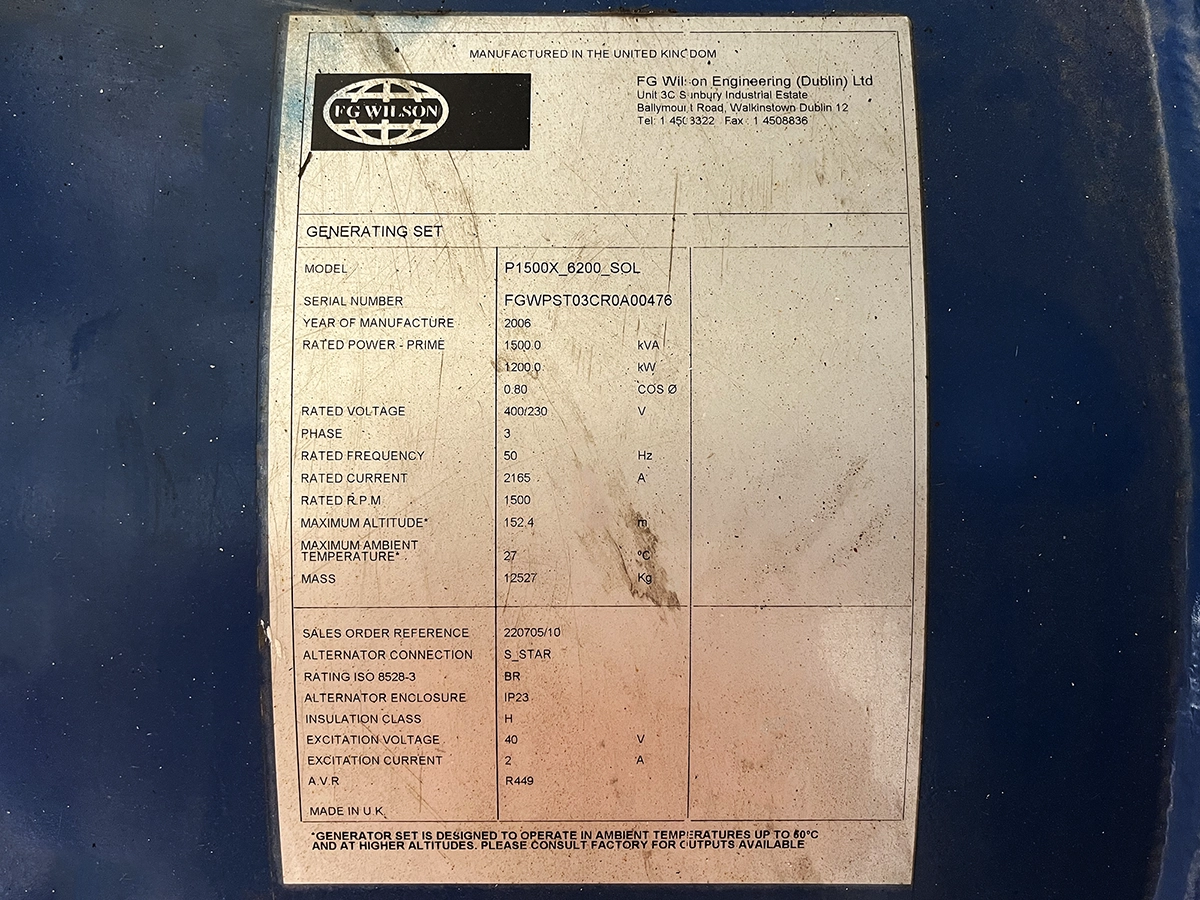 MANUFACTURED IN THE UNITED KINGDOM
FG WILSON
FG Wilson Engineering (Dublin) Ltd
Unit 3C Sunbury Industrial Estate
Ballymount Road, Walkinstown Dublin 12
Tel: 1 4503322 Fax : 1 4508836
GENERATING SET
MODEL P1500X_6200_SOL
SERIAL NUMBER FGWPST03CR0A00476
YEAR OF MANUFACTURE 2006
RATED POWER - PRIME 1500.0 kVA
1200.0 kW
0.80 COS Ø
RATED VOLTAGE 400/230 V
PHASE 3
RATED FREQUENCY 50 Hz
RATED CURRENT 2165 A
RATED R.P.M 1500
MAXIMUM ALTITUDE* 152.4 m
MAXIMUM AMBIENT
TEMPERATURE* 27 °C
MASS 12527 Kg
SALES ORDER REFERENCE 220705/10
ALTERNATOR CONNECTION S_STAR
RATING ISO 8528-3 BR
ALTERNATOR ENCLOSURE IP23
INSULATION CLASS H
EXCITATION VOLTAGE 40 V
EXCITATION CURRENT 2 A
A.V.R R449
MADE IN U.K.
*GENERATOR SET IS DESIGNED TO OPERATE IN AMBIENT TEMPERATURES UP TO
AND AT HIGHER ALTITUDES. PLEASE CONSULT FACTORY FOR OUTPUTS AVAILABLE